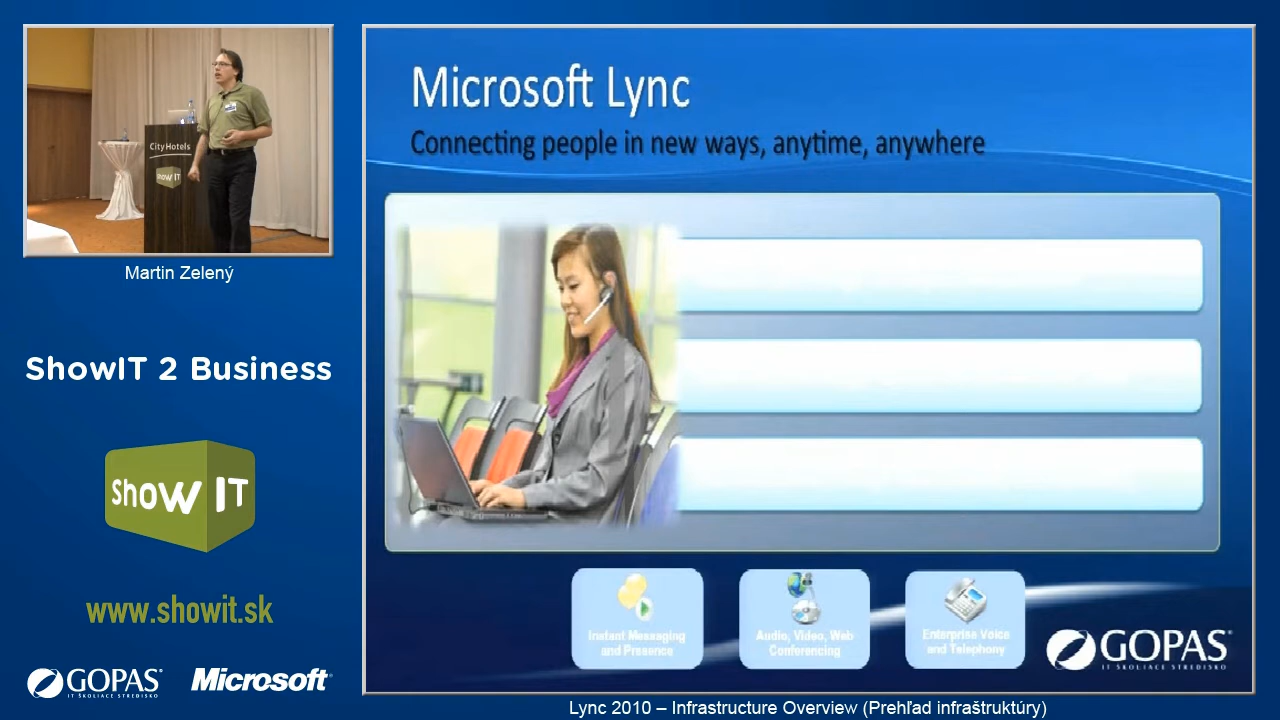 City Hotels
ShoW IT
Martin Zelený
ShowIT 2 Business
ShoW IT
www.showit.sk
GOPAS
IT ŠKOLIACE STREDISKO
Microsoft
Microsoft Lync
Connecting people in new ways, anytime, anywhere
Instant Messaging
and Presence
Audio, Video, Web
Conferencing
Enterprise Voice
and Telephony
GOPAS
IT ŠKOLIACE STREDISKO
Lync 2010 – Infrastructure Overview (Prehľad infraštruktúry)